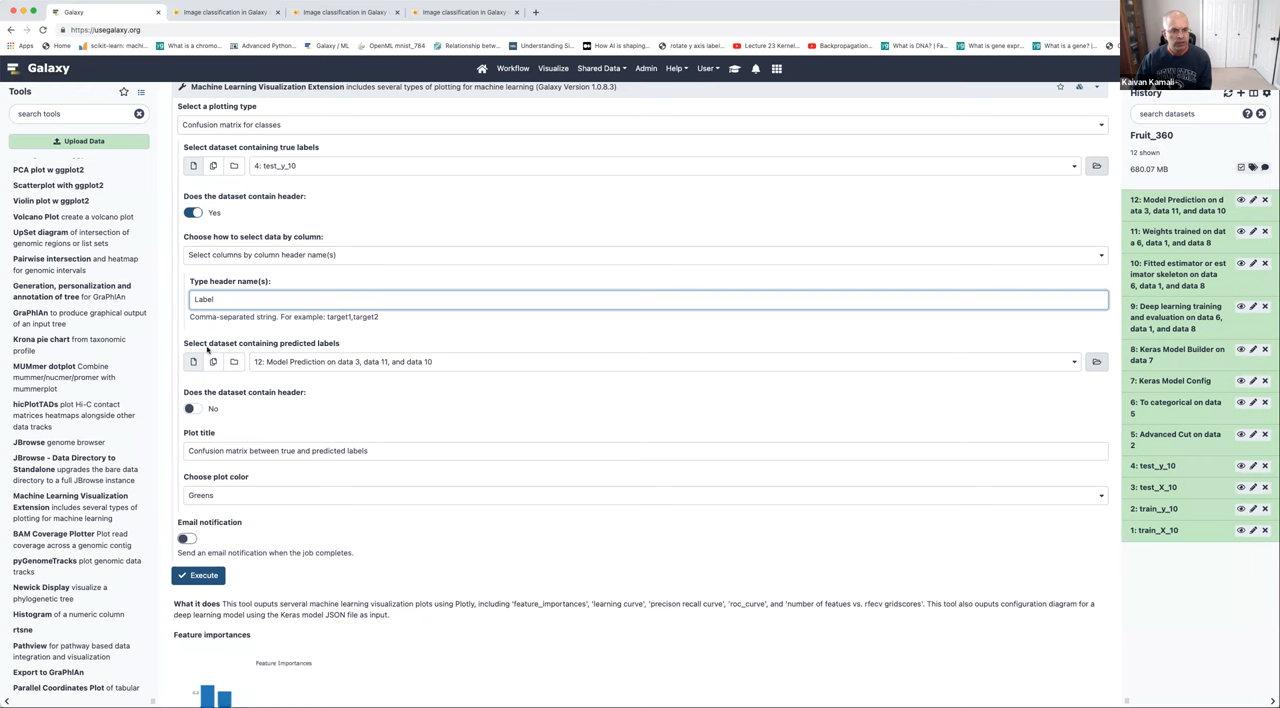 Galaxy
Image classification in Galaxy
Image classification in Galaxy
Image classification in Galaxy
https://usegalaxy.org
Apps
Home
scikit-learn: machin...
What is a chromo...
Advanced Python...
Galaxy / ML
OpenML mnist_784
Relationship betw...
Understanding Si...
How AI is shaping...
rotate y axis label...
Lecture 23 Kernel...
Backpropagation...
What is DNA? | Fa...
What is gene expr...
What is a gene? |...
Galaxy
Workflow
Visualize
Shared Data
Admin
Help
User
Kaivan Kamali
Tools
search tools
Upload Data
PCA plot w ggplot2
Scatterplot with ggplot2
Violin plot w ggplot2
Volcano Plot create a volcano plot
UpSet diagram of intersection of
genomic regions or list sets
Pairwise intersection and heatmap
for genomic intervals
Generation, personalization and
annotation of tree for GraPhlAn
GraPhlAn to produce graphical output
of an input tree
Krona pie chart from taxonomic
profile
MUMmer dotplot Combine
mummer/nucmer/promer with
mummerplot
hicPlotTADs plot Hi-C contact
matrices heatmaps alongside other
data tracks
JBrowse genome browser
JBrowse - Data Directory to
Standalone upgrades the bare data
directory to a full JBrowse instance
Machine Learning Visualization
Extension includes several types of
plotting for machine learning
BAM Coverage Plotter Plot read
coverage across a genomic contig
pyGenomeTracks plot genomic data
tracks
Newick Display visualize a
phylogenetic tree
Histogram of a numeric column
rtsne
Pathview for pathway based data
integration and visualization
Export to GraPhlAn
Parallel Coordinates Plot of tabular
Machine Learning Visualization Extension includes several types of plotting for machine learning (Galaxy Version 1.0.8.3)
Select a plotting type
Confusion matrix for classes
Select dataset containing true labels
4: test_y_10
Does the dataset contain header:
Yes
Choose how to select data by column:
Select columns by column header name(s)
Type header name(s):
Label
Comma-separated string. For example: target1,target2
Select dataset containing predicted labels
12: Model Prediction on data 3, data 11, and data 10
Does the dataset contain header:
No
Plot title
Confusion matrix between true and predicted labels
Choose plot color
Greens
Email notification
Send an email notification when the job completes.
Execute
What it does This tool ouputs serveral machine learning visualization plots using Plotly, including 'feature_importances', 'learning curve', 'precison recall curve', 'roc_curve', and 'number of featues vs. rfecv gridscores'. This tool also ouputs configuration diagram for a
deep learning model using the Keras model JSON file as input.
Feature importances
Feature Importances
History
search datasets
Fruit_360
12 shown
680.07 MB
12: Model Prediction on d
ata 3, data 11, and data 10
11: Weights trained on dat
a 6, data 1, and data 8
10: Fitted estimator or est
imator skeleton on data
6, data 1, and data 8
9: Deep learning training
and evaluation on data 6,
data 1, and data 8
8: Keras Model Builder on
data 7
7: Keras Model Config
6: To categorical on data
5
5: Advanced Cut on data
2
4: test_y_10
3: test_X_10
2: train_y_10
1: train_X_10